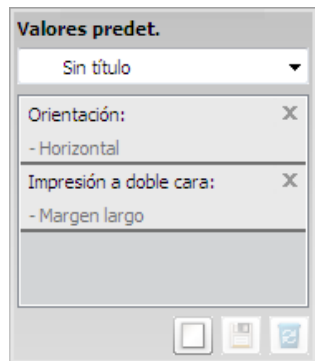 Valores predet.
Sin título
Orientación:
- Horizontal
Impresión a doble cara:
- Margen largo